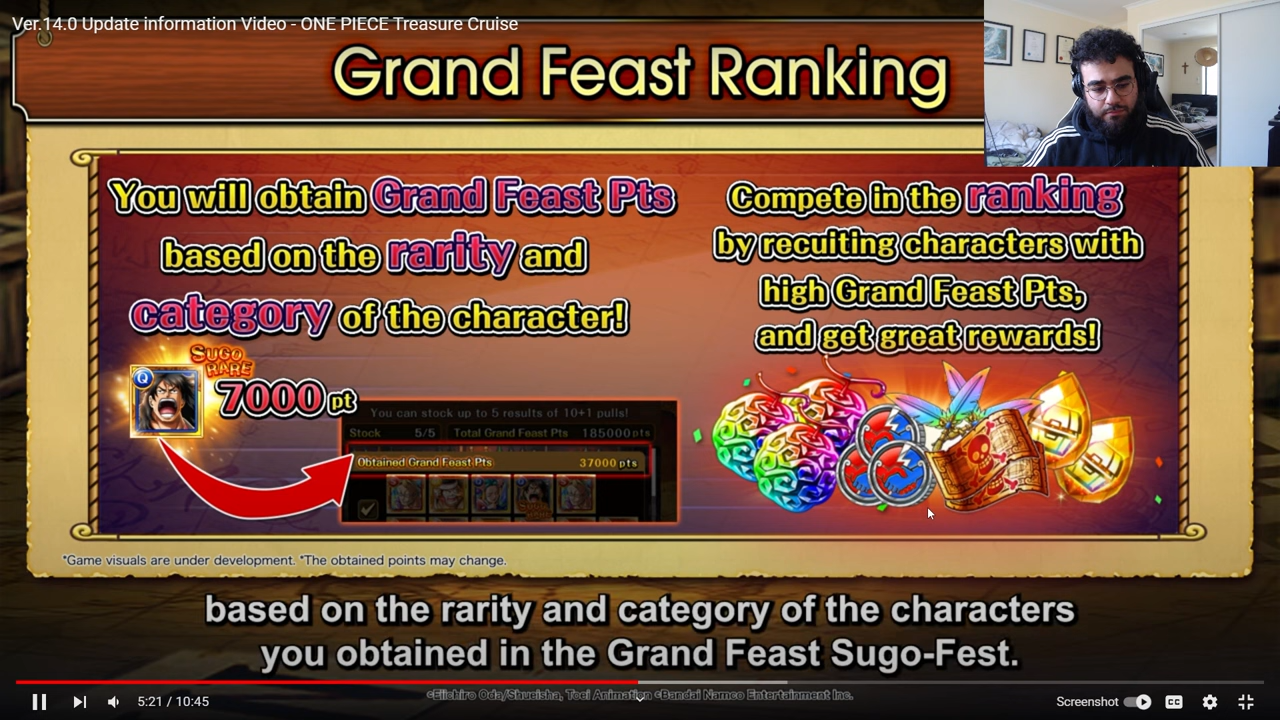 Ver.14.0 Update information Video - ONE PIECE Treasure Cruise
Grand Feast Ranking
You will obtain Grand Feast Pts
based on the rarity and
category of the character!
SUGO
RARE
Q
7000 pt
You can stock up to 5 results of 10+1 pulls!
Stock 5/5 Total Grand Feast Pts 185000pts
Obtained Grand Feast Pts 37000 pts
Compete in the ranking
by recuiting characters with
high Grand Feast Pts,
and get great rewards!
*Game visuals are under development. *The obtained points may change.
based on the rarity and category of the characters
you obtained in the Grand Feast Sugo-Fest.
©Eiichiro Oda/Shueisha, Toei Animation ©Bandai Namco Entertainment Inc.
5:21 / 10:45
Screenshot
CC